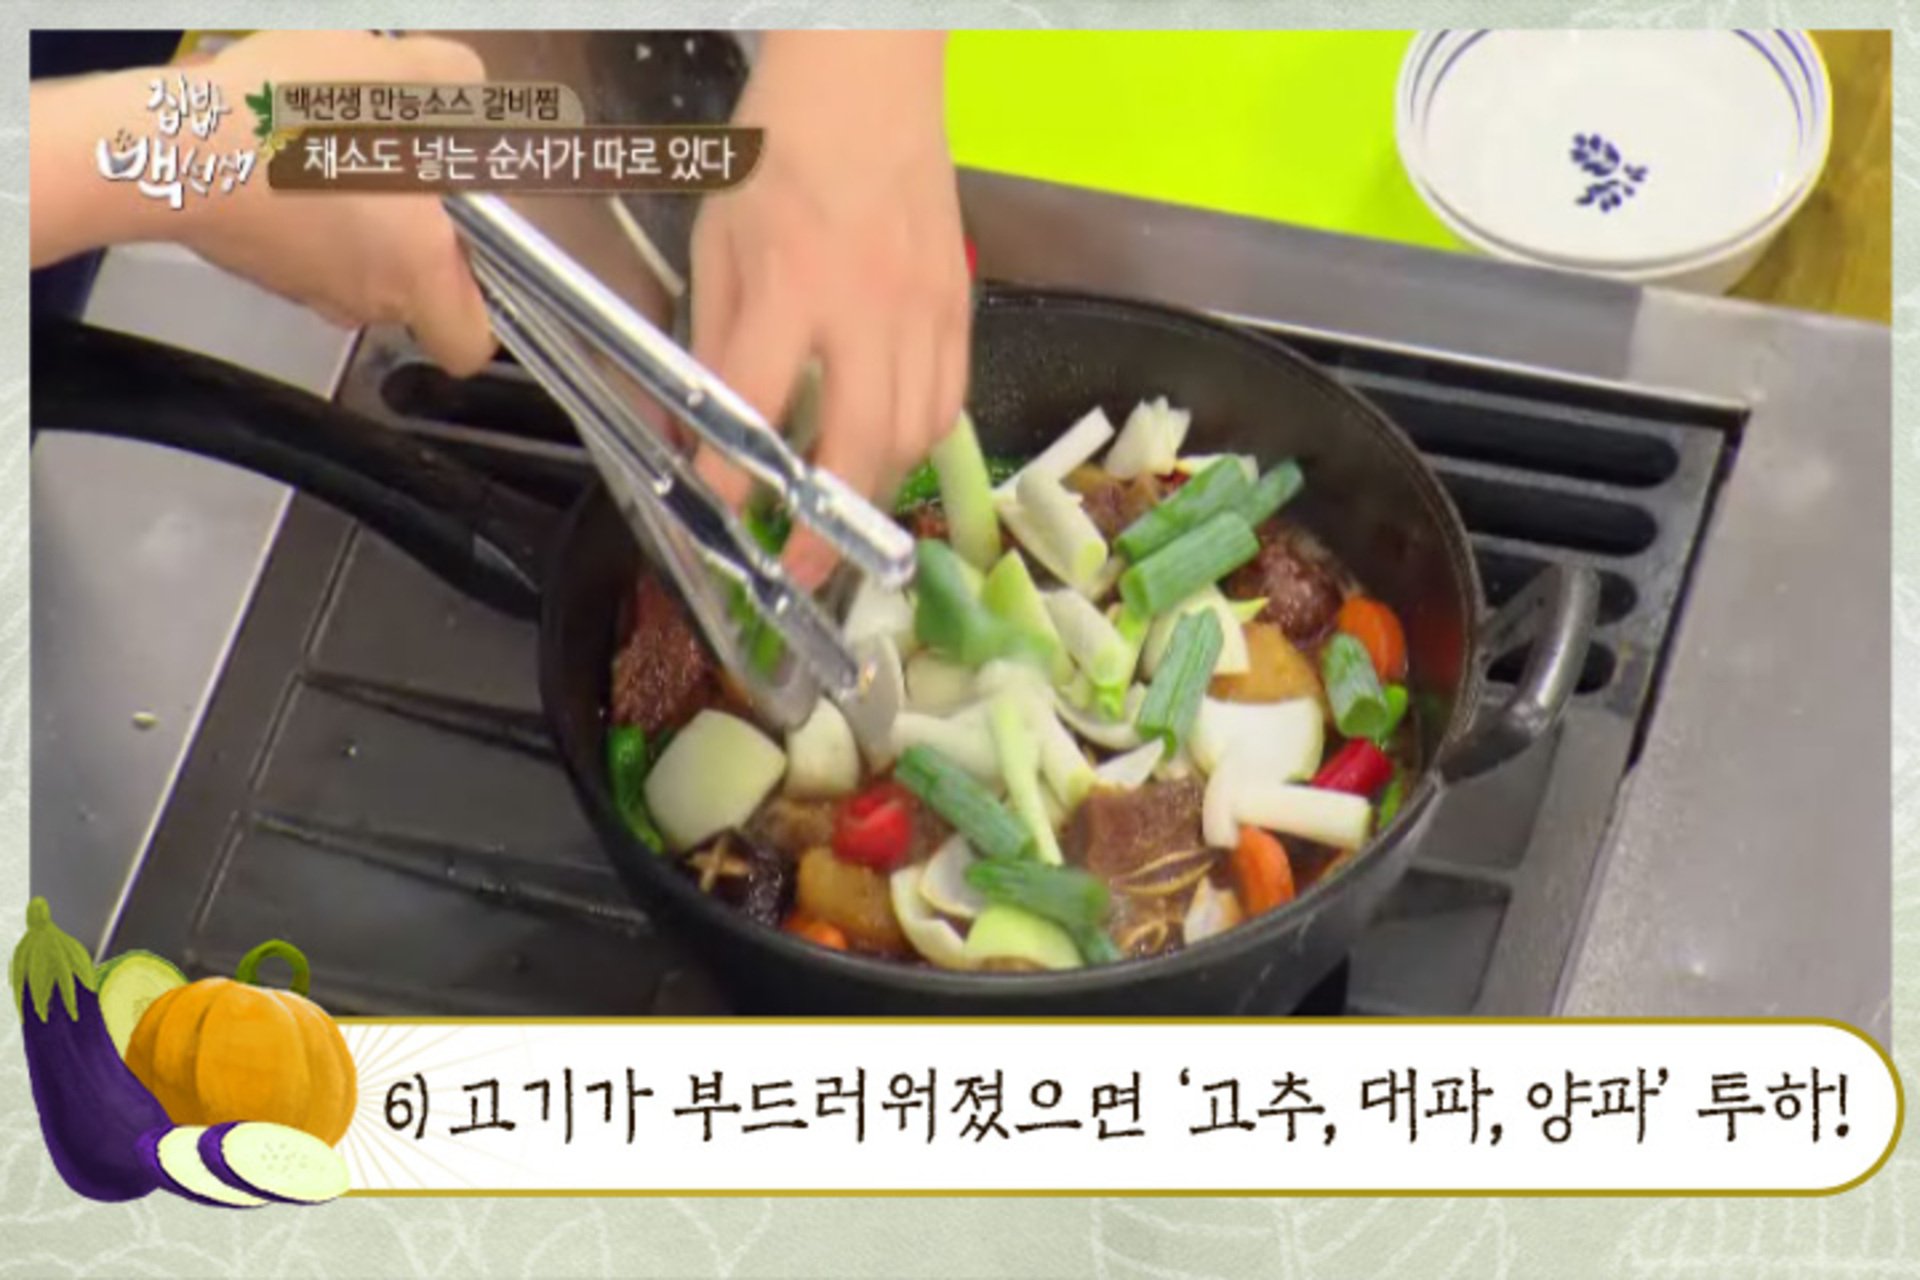 집밥
백선생
백선생 만능소스 갈비찜
채소도 넣는 순서가 따로 있다
6) 고기가 부드러워졌으면 ‘고추, 대파, 양파’ 투하!